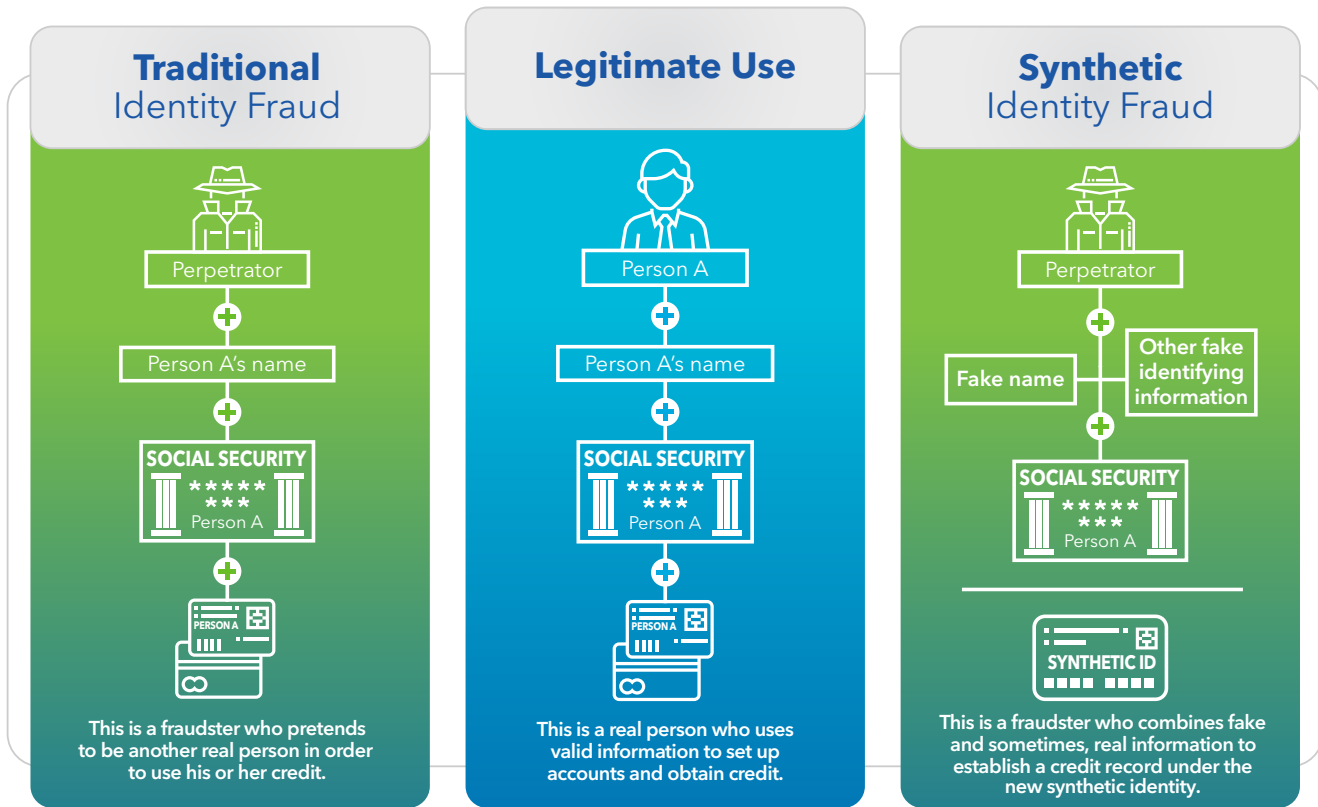 Traditional
Identity Fraud
Perpetrator
Person A's name
SOCIAL SECURITY
*****
***
Person A
PERSON A
This is a fraudster who pretends
to be another real person in order
to use his or her credit.
Legitimate Use
Person A
Person A's name
SOCIAL SECURITY
*****
***
Person A
PERSON A
This is a real person who uses
valid information to set up
accounts and obtain credit.
Synthetic
Identity Fraud
Perpetrator
Fake name
Other fake
identifying
information
SOCIAL SECURITY
*****
***
Person A
SYNTHETIC ID
This is a fraudster who combines fake
and sometimes, real information to
establish a credit record under the
new synthetic identity.